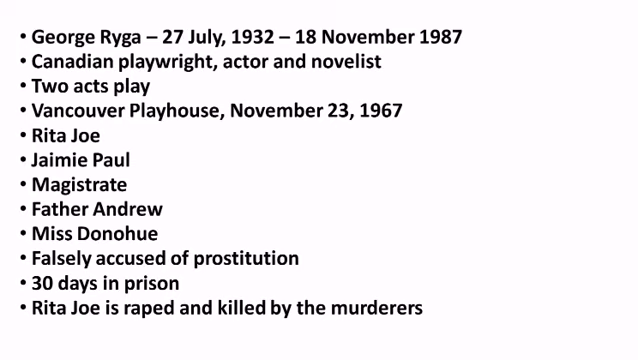 • George Ryga – 27 July, 1932 – 18 November 1987
• Canadian playwright, actor and novelist
• Two acts play
• Vancouver Playhouse, November 23, 1967
• Rita Joe
• Jaimie Paul
• Magistrate
• Father Andrew
• Miss Donohue
• Falsely accused of prostitution
• 30 days in prison
• Rita Joe is raped and killed by the murderers